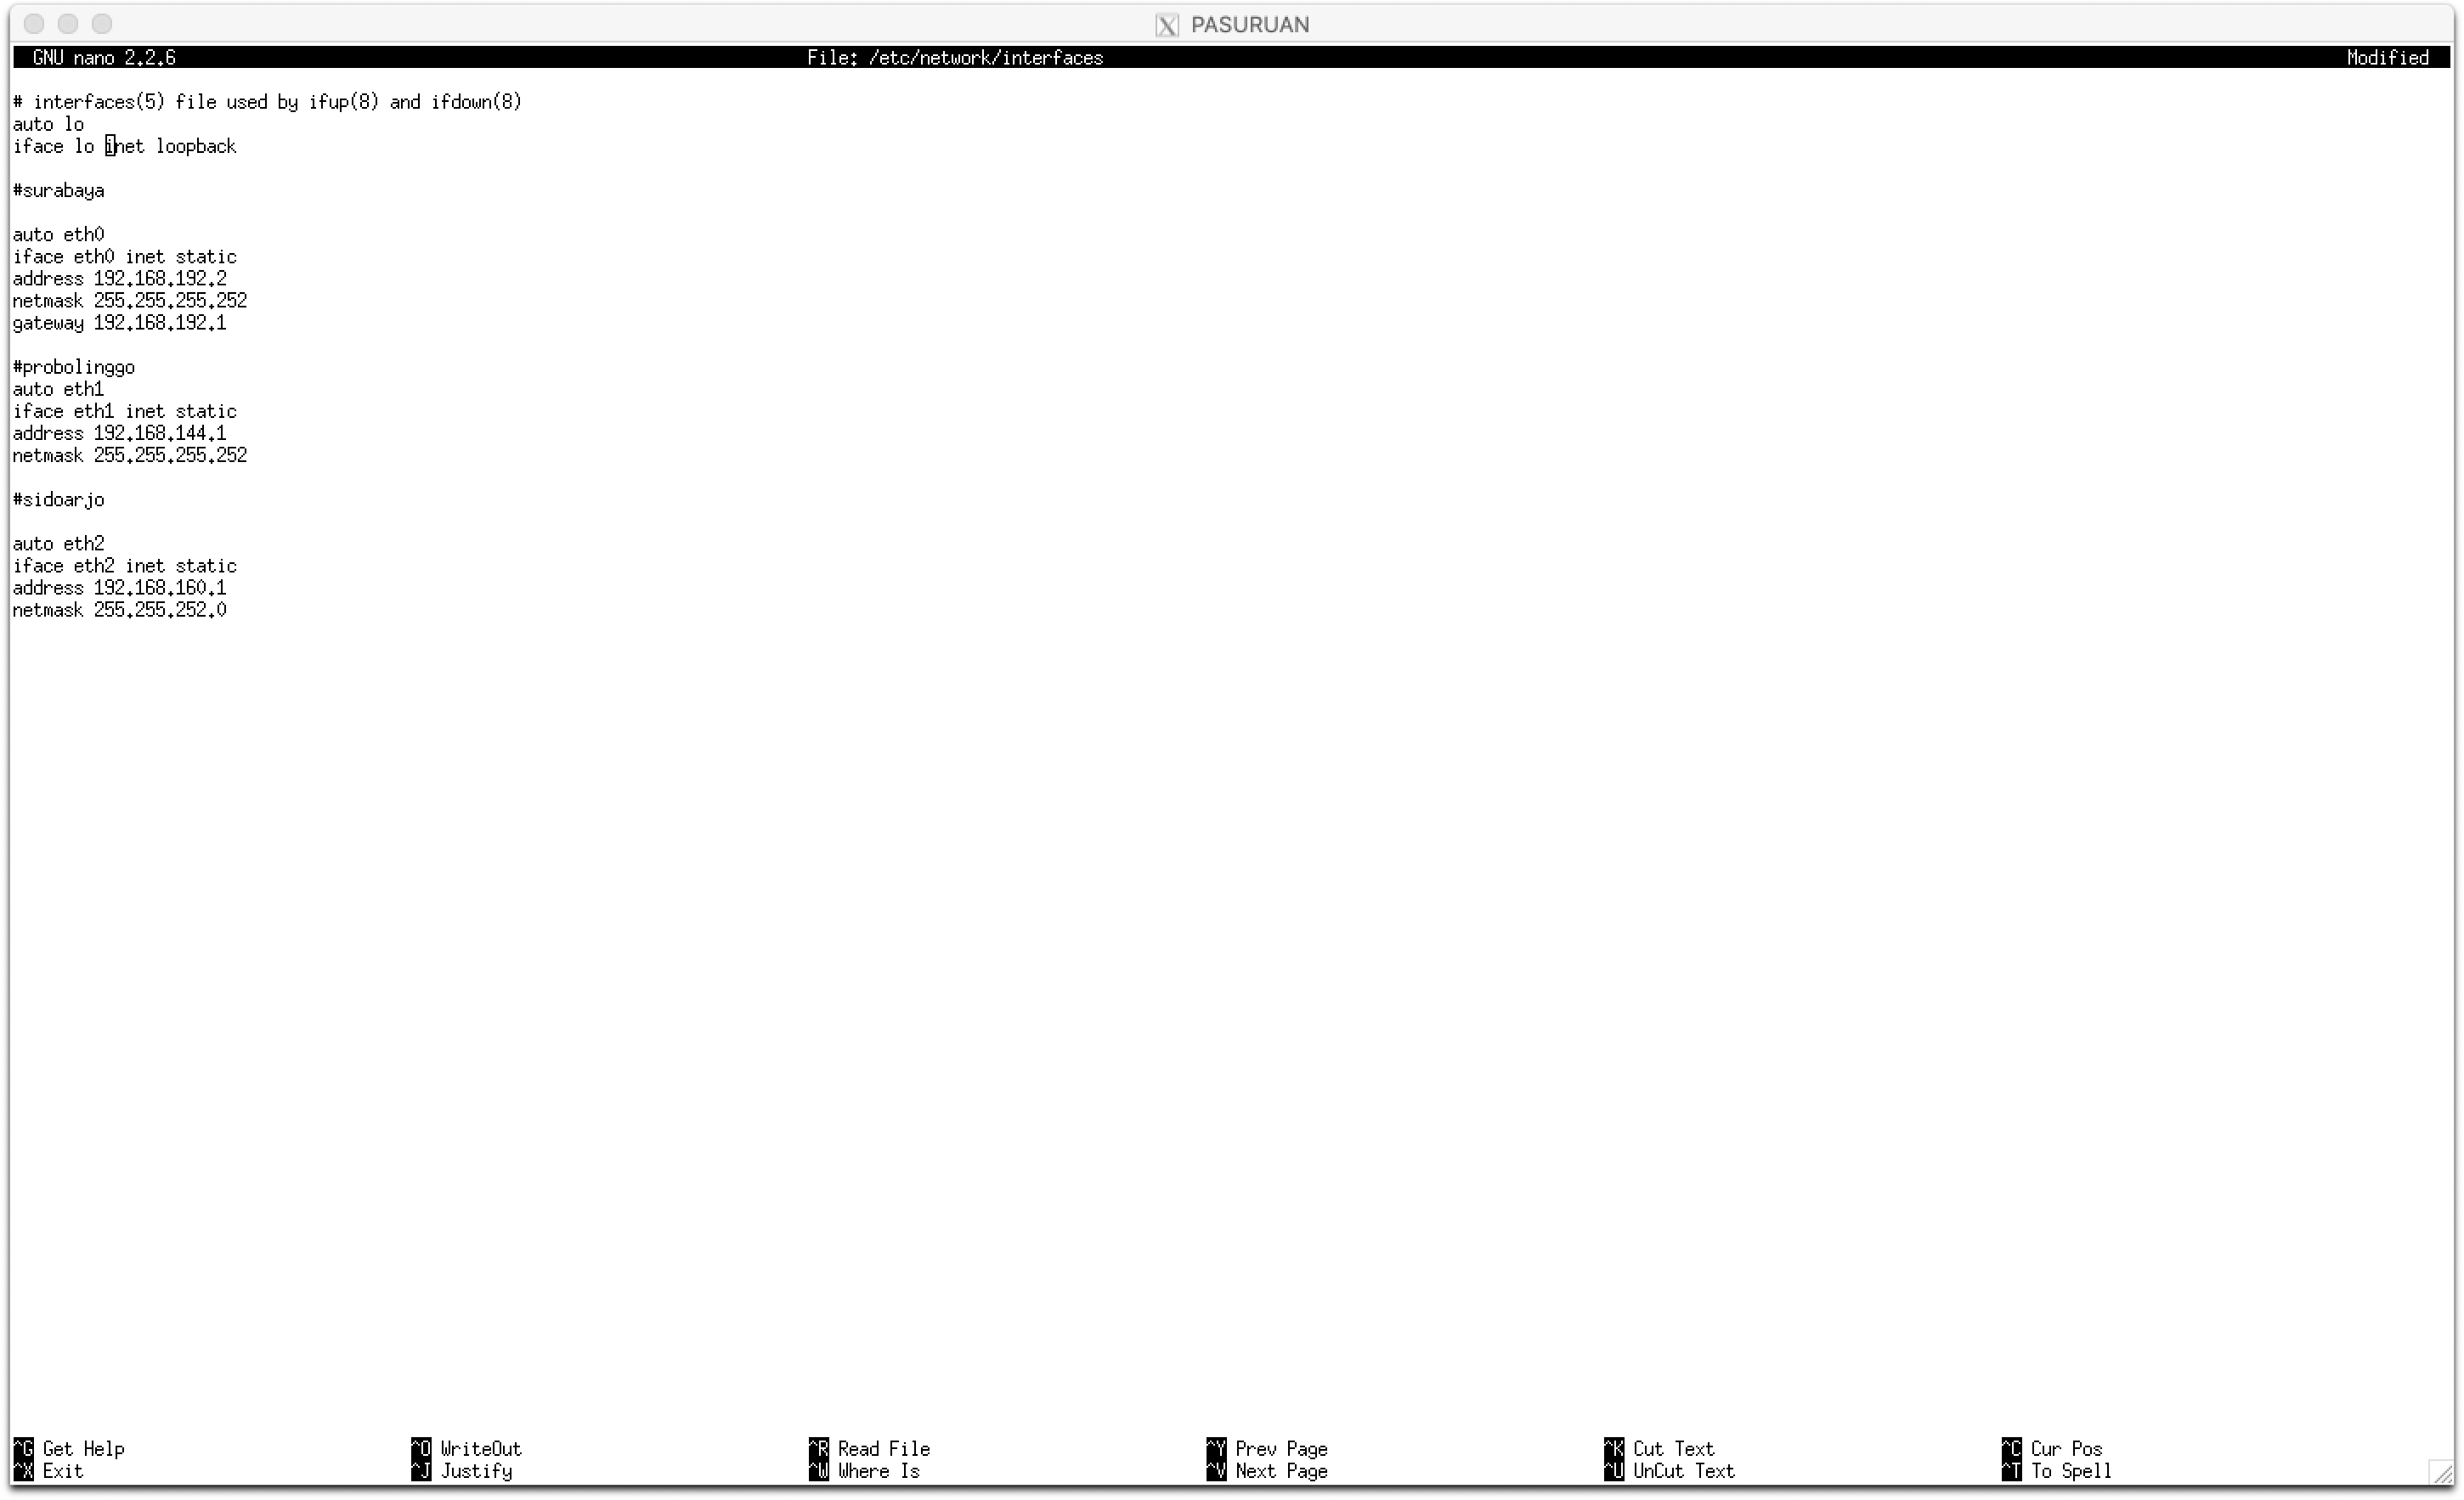 PASURUAN
GNU nano 2.2.6 File: /etc/network/interfaces Modified
# interfaces(5) file used by ifup(8) and ifdown(8)
auto lo
iface lo inet loopback
#surabaya
auto eth0
iface eth0 inet static
address 192.168.192.2
netmask 255.255.255.252
gateway 192.168.192.1
#probolinggo
auto eth1
iface eth1 inet static
address 192.168.144.1
netmask 255.255.255.252
#sidoarjo
auto eth2
iface eth2 inet static
address 192.168.160.1
netmask 255.255.252.0
^G Get Help ^O WriteOut ^R Read File ^Y Prev Page ^K Cut Text ^C Cur Pos
^X Exit ^J Justify ^W Where Is ^V Next Page ^U UnCut Text ^T To Spell